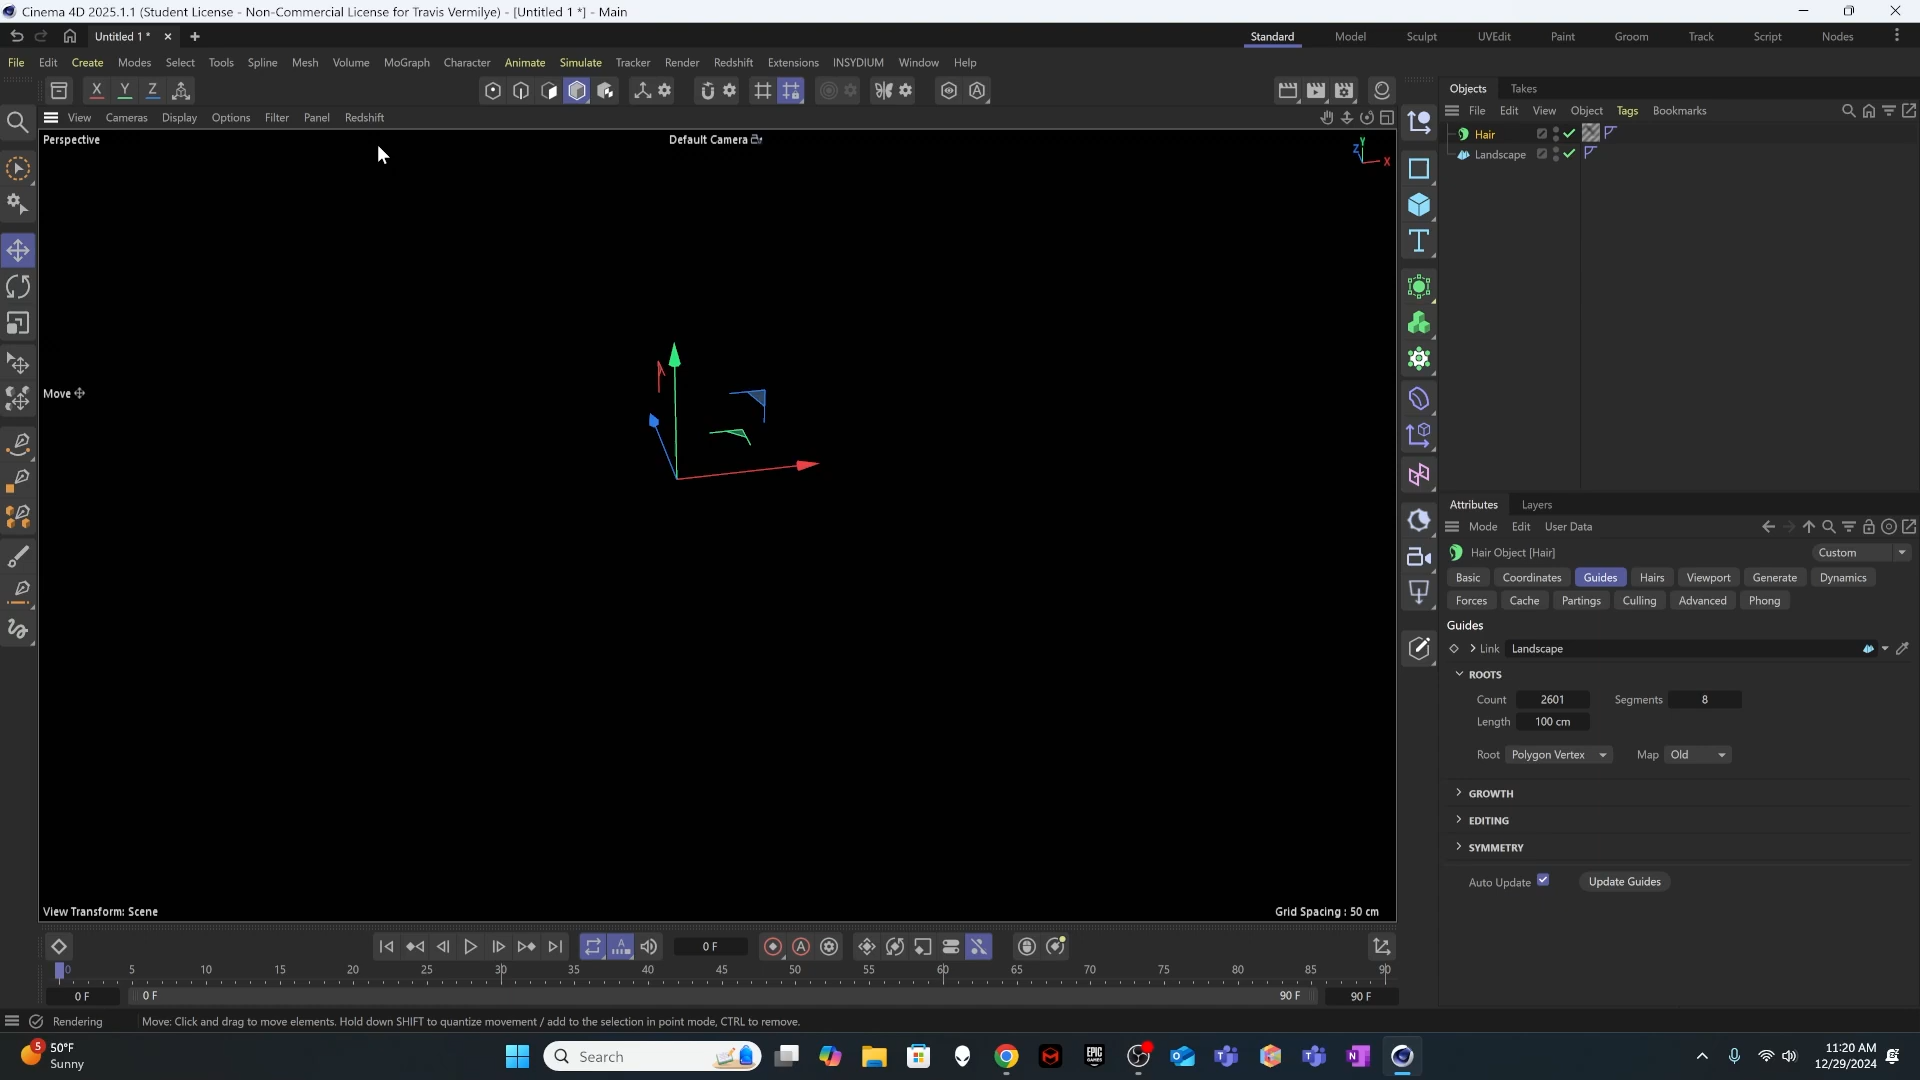 Cinema 4D 2025.1.1 (Student License - Non-Commercial License for Travis Vermilye) - [Untitled 1 *] - Main
Untitled 1 *
Standard Model Sculpt UVEdit Paint Groom Track Script Nodes
File Edit Create Modes Select Tools Spline Mesh Volume MoGraph Character Animate Simulate Tracker Render Redshift Extensions INSYDIUM Window Help
X Y Z
Objects Takes
View Cameras Display Options Filter Panel Redshift
File Edit View Object Tags Bookmarks
Perspective
Default Camera
Y
Z
X
Hair
Landscape
Move
Attributes Layers
Mode Edit User Data
Hair Object [Hair]
Custom
Basic Coordinates Guides Hairs Viewport Generate Dynamics
Forces Cache Partings Culling Advanced Phong
Guides
Link Landscape
ROOTS
Count 2601 Segments 8
Length 100 cm
Root Polygon Vertex Map Old
GROWTH
EDITING
SYMMETRY
Auto Update Update Guides
View Transform: Scene
Grid Spacing : 50 cm
0 F
0 5 10 15 20 25 30 35 40 45 50 55 60 65 70 75 80 85 90
0 F 0 F 90 F 90 F
Rendering Move: Click and drag to move elements. Hold down SHIFT to quantize movement / add to the selection in point mode, CTRL to remove.
5
50°F
Sunny
Search
EPIC GAMES
11:20 AM
12/29/2024